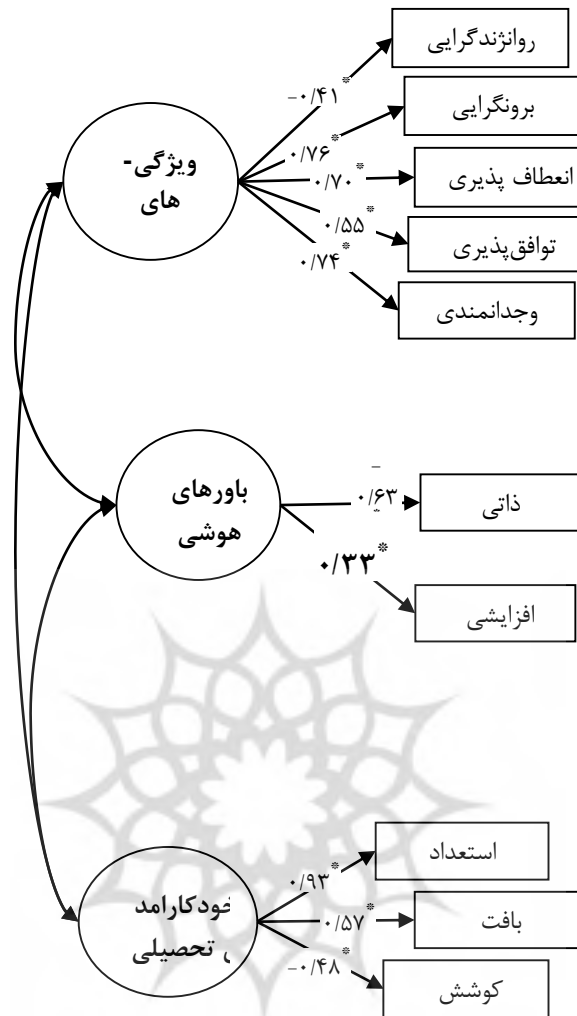 روانژندگرایی
-۰/۴۱*
برونگرایی
۰/۷۶*
ویژگی-
های
انعطاف پذیری
۰/۷۰*
توافق‌پذیری
۰/۵۵*
وجدانمندی
۰/۷۴*
باورهای
هوشی
ذاتی
-
۰/۶۳
افزایشی
۰/۳۳*
استعداد
۰/۹۳*
خودکارامد
ی تحصیلی
بافت
۰/۵۷*
کوشش
-۰/۴۸*